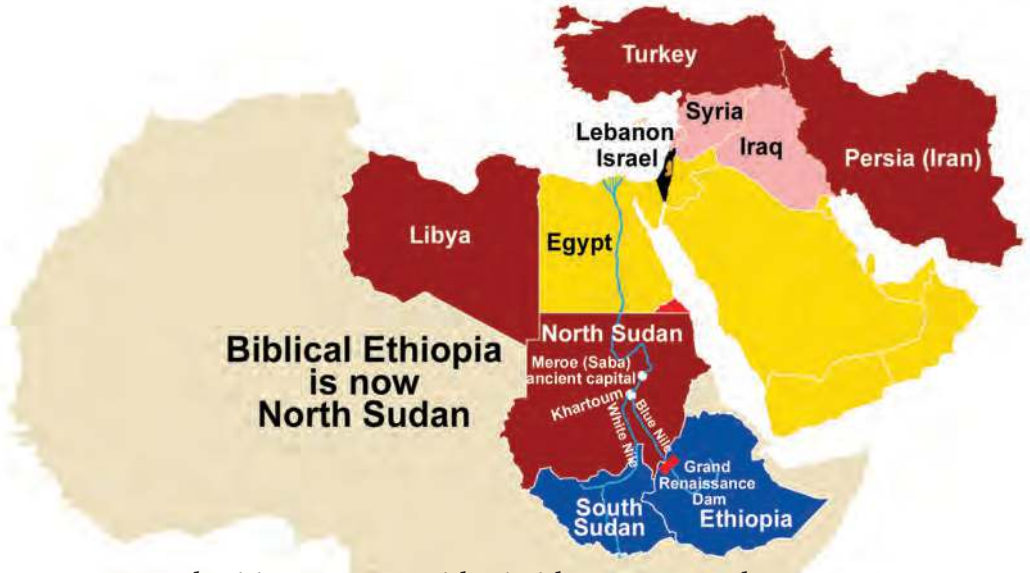 Turkey
Syria
Lebanon
Israel
Iraq
Persia (Iran)
Libya
Egypt
North Sudan
Biblical Ethiopia
is now
North Sudan
Meroe (Saba)
ancient capital
Khartoum
White Nile
Blue Nile
Grand
Renaissance
Dam
South
Sudan
Ethiopia